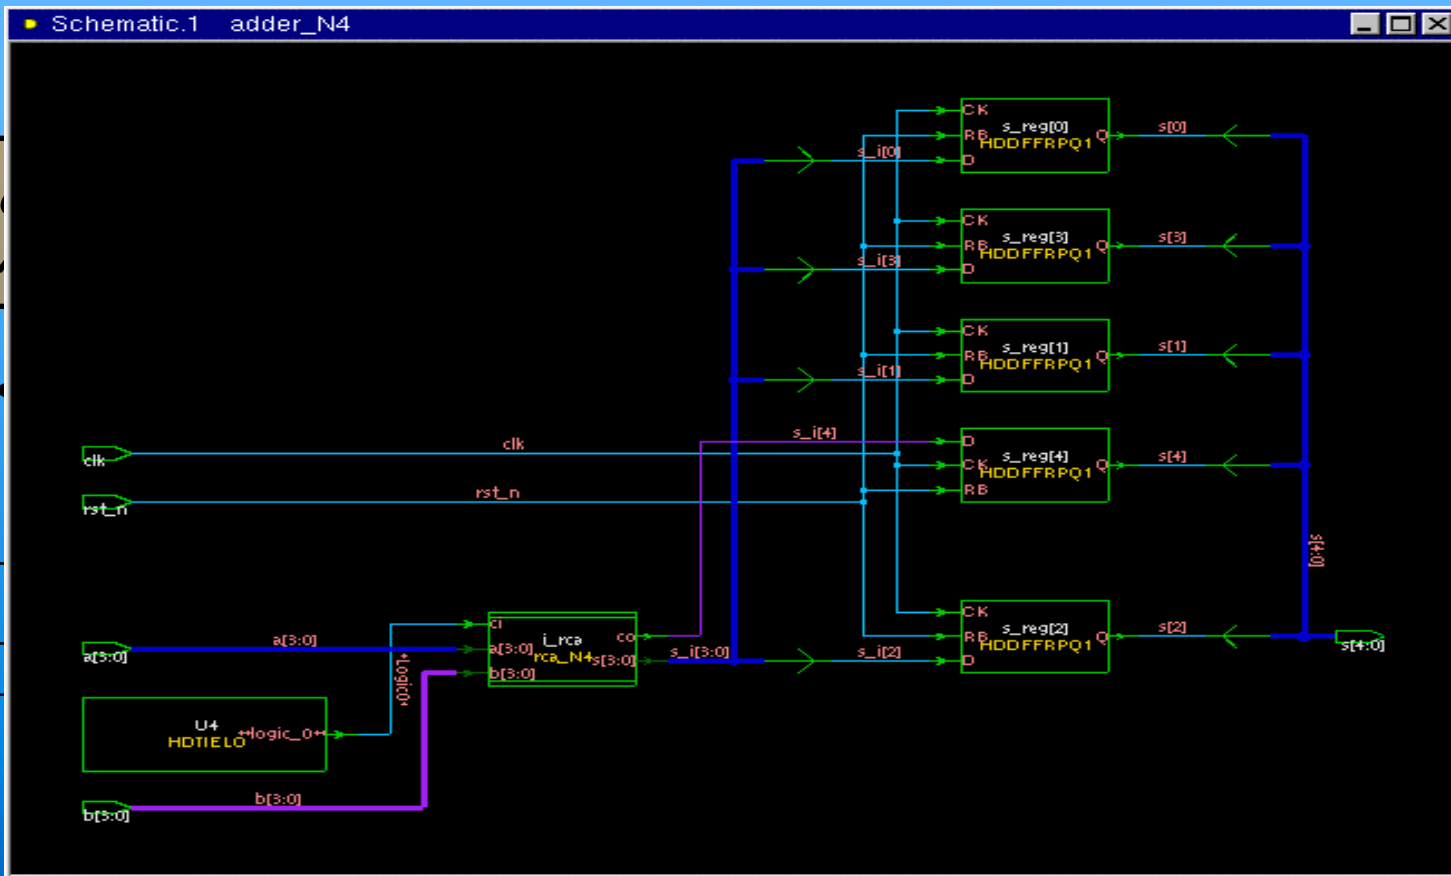 Schematic.1 adder_N4
CK
RB
D
s_reg[0]
HDDFFRPQ1
Q
s[0]
s_i[0]
CK
RB
D
s_reg[3]
HDDFFRPQ1
Q
s[3]
s_i[3]
CK
RB
D
s_reg[1]
HDDFFRPQ1
Q
s[1]
s_i[1]
D
CK
RB
s_reg[4]
HDDFFRPQ1
Q
s[4]
s_i[4]
clk
clk
rst_n
rst_n
s[4:0]
CK
RB
D
s_reg[2]
HDDFFRPQ1
Q
s[2]
s_i[2]
s[4:0]
a[3:0]
a[3:0]
ci
a[3:0]
b[3:0]
i_rca
rca_N4
co
s[3:0]
s_i[3:0]
*Logic0*
U4
HDTIELO
**logic_0**
b[3:0]
b[3:0]